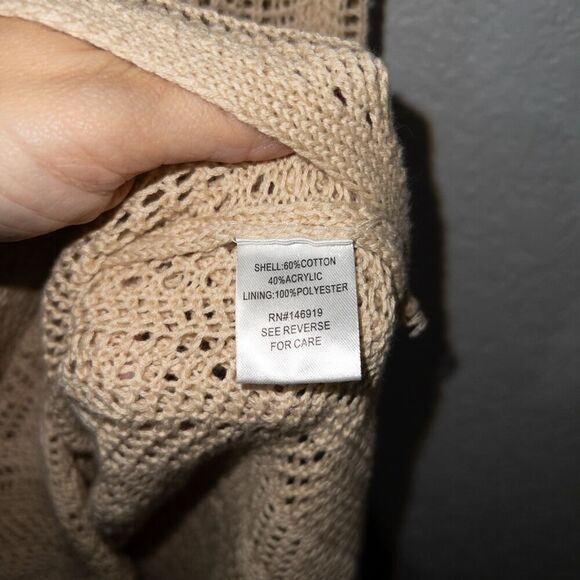 SHELL:60%COTTON
40%ACRYLIC
LINING:100%POLYESTER
RN#146919
SEE REVERSE
FOR CARE